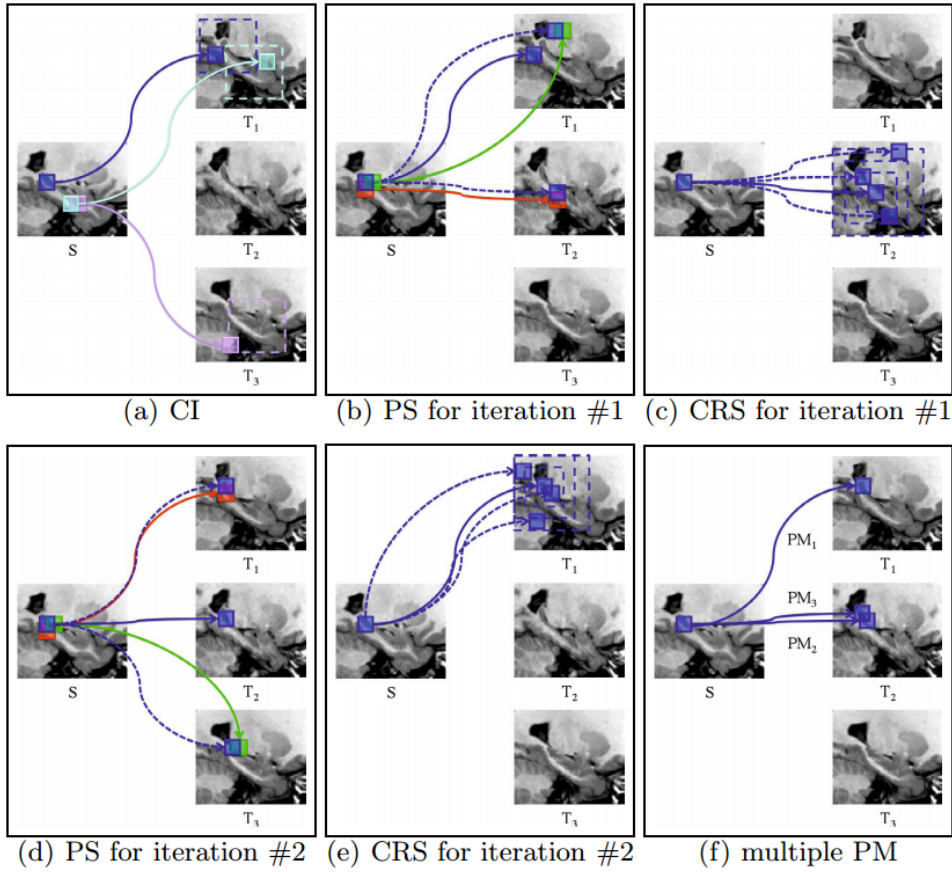 T1
S
T2
T3
(a) CI
T1
S
T2
T3
(b) PS for iteration #1
T1
S
T2
T3
(c) CRS for iteration #1
T1
S
T2
T3
(d) PS for iteration #2
T1
S
T2
T3
(e) CRS for iteration #2
T1
PM1
PM3
PM2
S
T2
T3
(f) multiple PM